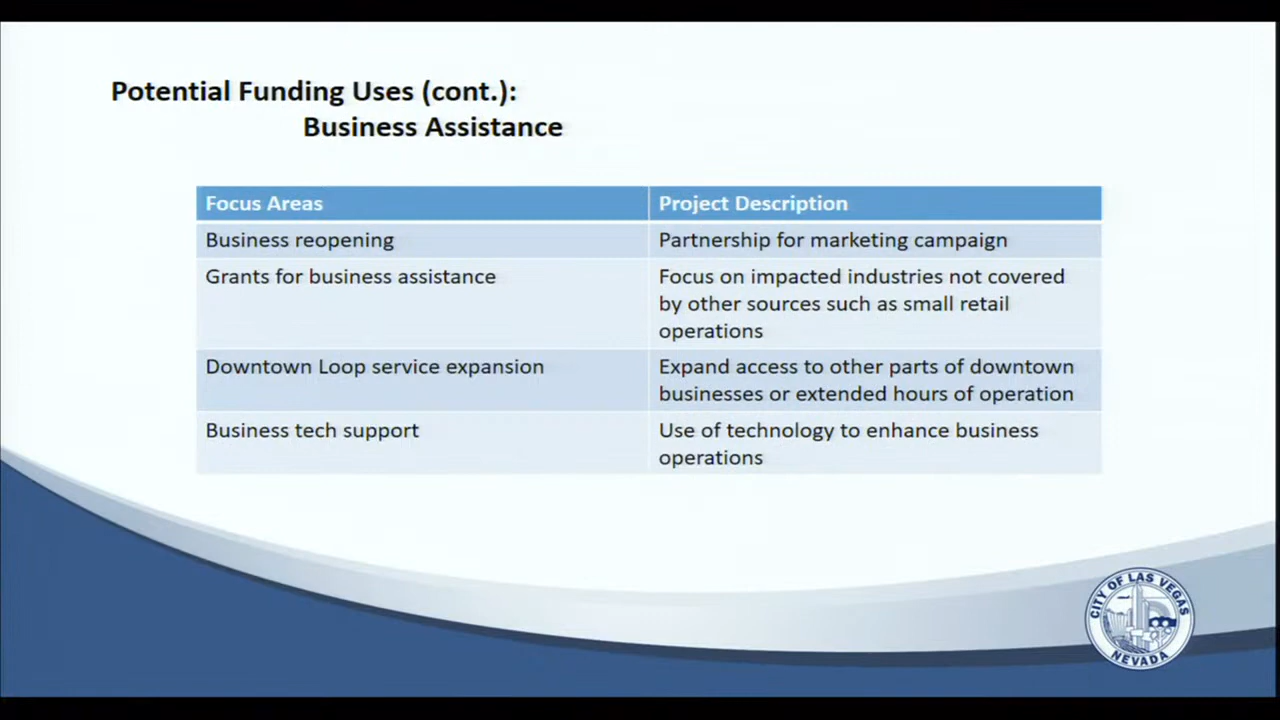 Potential Funding Uses (cont.):
Business Assistance
Focus Areas
Project Description
Business reopening
Partnership for marketing campaign
Grants for business assistance
Focus on impacted industries not covered
by other sources such as small retail
operations
Downtown Loop service expansion
Expand access to other parts of downtown
businesses or extended hours of operation
Business tech support
Use of technology to enhance business
operations
CITY OF LAS VEGAS
NEVADA